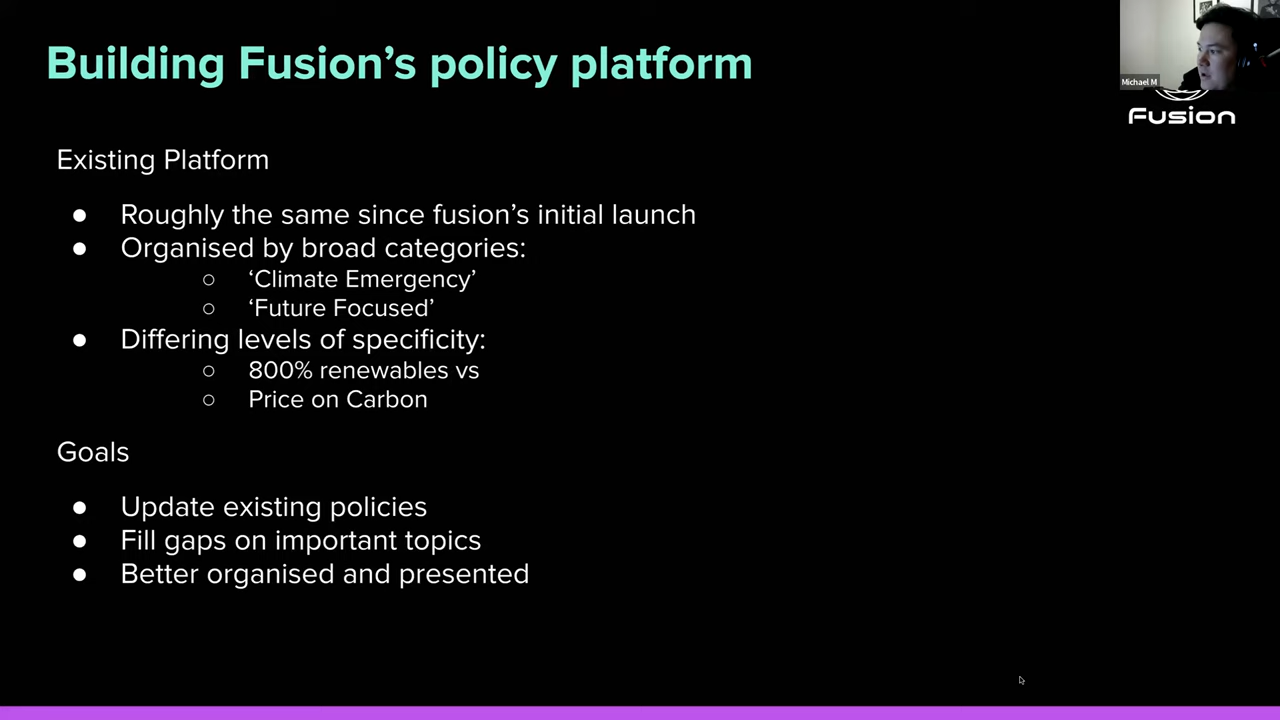 Building Fusion's policy platform
Michael M
Fusion
Existing Platform
● Roughly the same since fusion's initial launch
● Organised by broad categories:
○ ‘Climate Emergency’
○ ‘Future Focused’
● Differing levels of specificity:
○ 800% renewables vs
○ Price on Carbon
Goals
● Update existing policies
● Fill gaps on important topics
● Better organised and presented